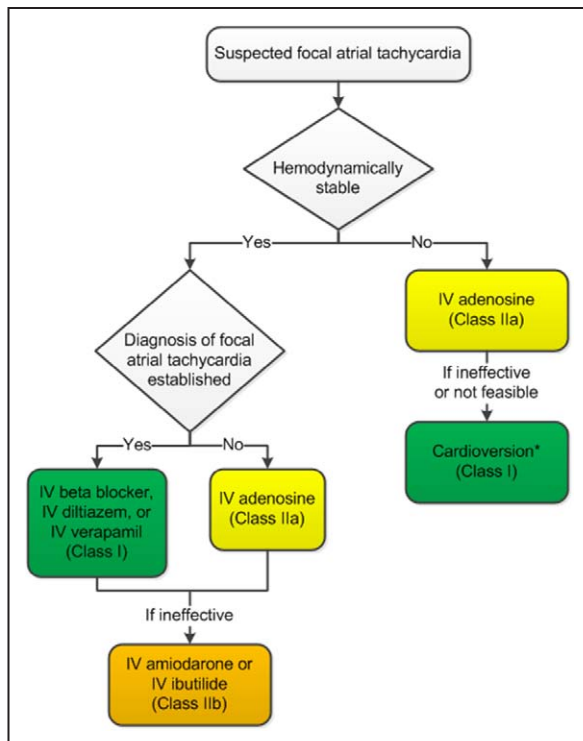 Suspected focal atrial tachycardia
Hemodynamically
stable
Yes
No
IV adenosine
(Class IIa)
Diagnosis of focal
atrial tachycardia
established
If ineffective
or not feasible
Cardioversion*
(Class I)
Yes
No
IV beta blocker,
IV diltiazem, or
IV verapamil
(Class I)
IV adenosine
(Class IIa)
If ineffective
IV amiodarone or
IV ibutilide
(Class IIb)